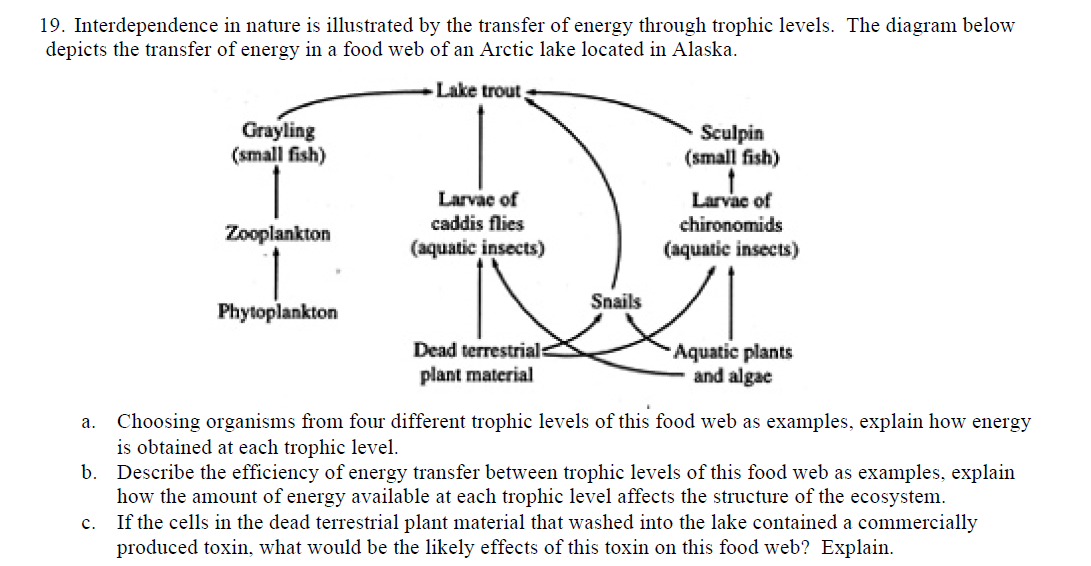 19. Interdependence in nature is illustrated by the transfer of energy through trophic levels. The diagram below
depicts the transfer of energy in a food web of an Arctic lake located in Alaska.
Lake trout
Grayling
(small fish)
Sculpin
(small fish)
Larvae of
caddis flies
(aquatic insects)
Larvae of
chironomids
(aquatic insects)
Zooplankton
Snails
Phytoplankton
Dead terrestrial
plant material
Aquatic plants
and algae
a. Choosing organisms from four different trophic levels of this food web as examples, explain how energy
is obtained at each trophic level.
b. Describe the efficiency of energy transfer between trophic levels of this food web as examples, explain
how the amount of energy available at each trophic level affects the structure of the ecosystem.
c. If the cells in the dead terrestrial plant material that washed into the lake contained a commercially
produced toxin, what would be the likely effects of this toxin on this food web? Explain.